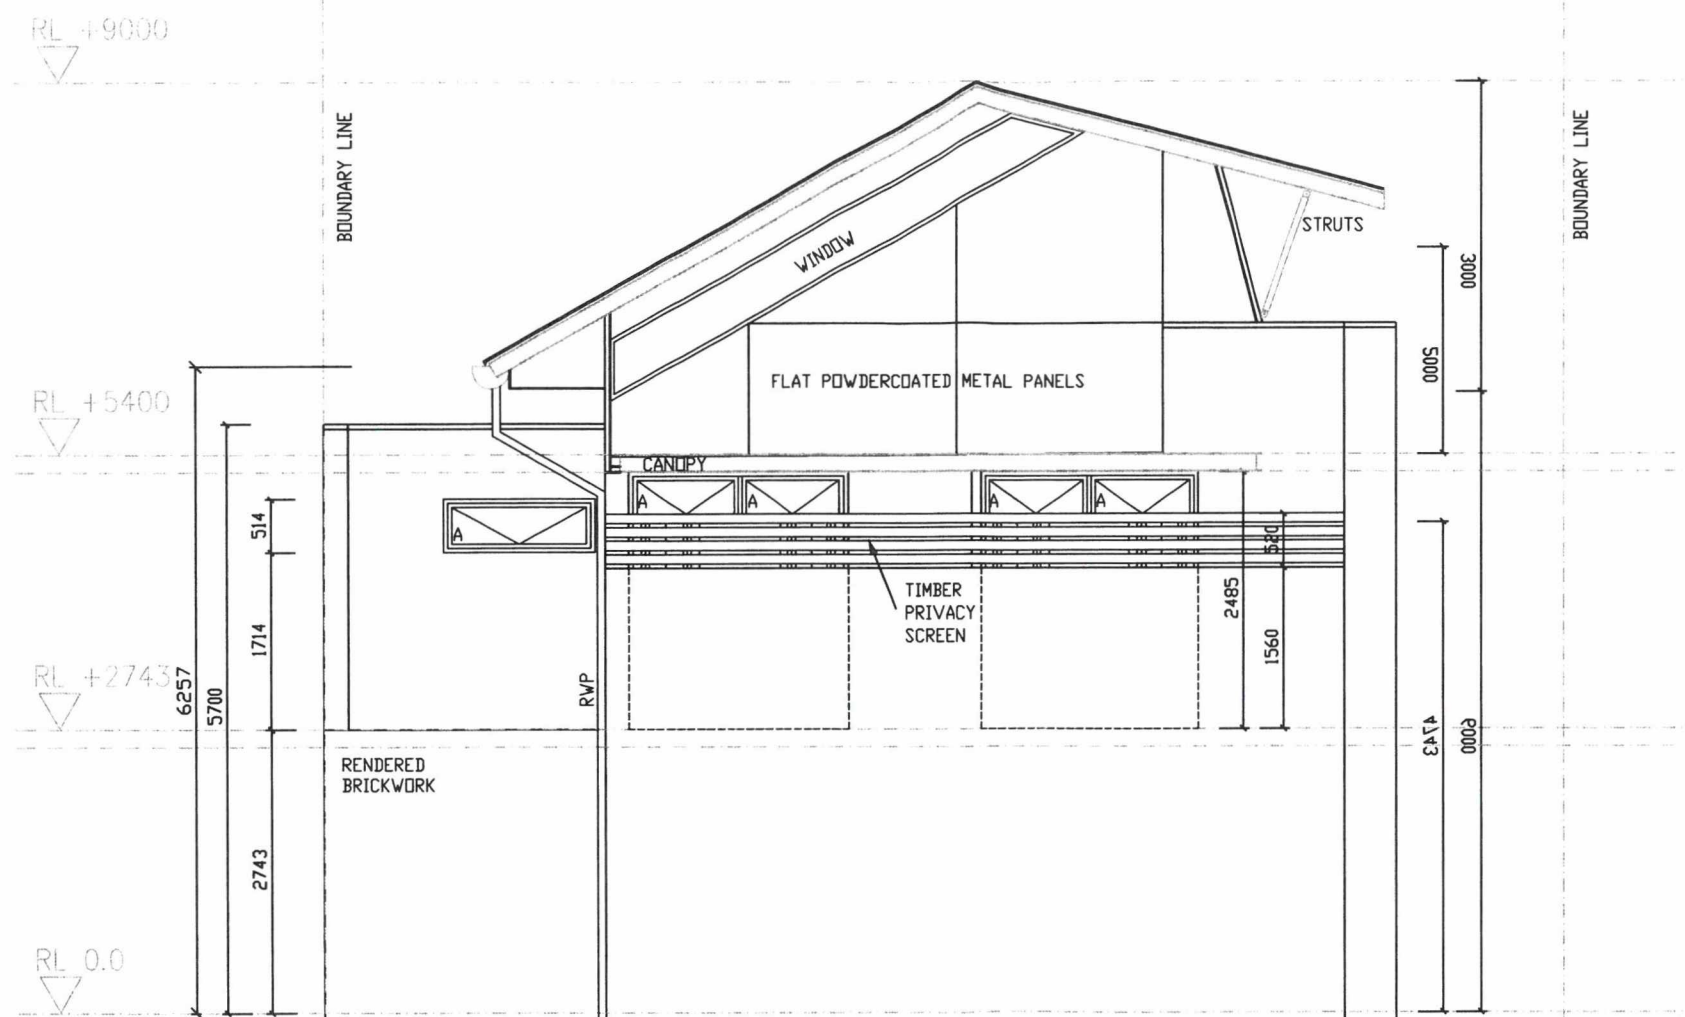 RL +9000
BOUNDARY LINE
BOUNDARY LINE
STRUTS
WINDOW
3000
5000
FLAT POWDERCOATED METAL PANELS
RL +5400
CANOPY
A
A
A
A
A
514
520
TIMBER
PRIVACY
SCREEN
2485
1560
1714
RL +2743
6257
5700
RWP
4743
6000
RENDERED
BRICKWORK
2743
RL 0.0